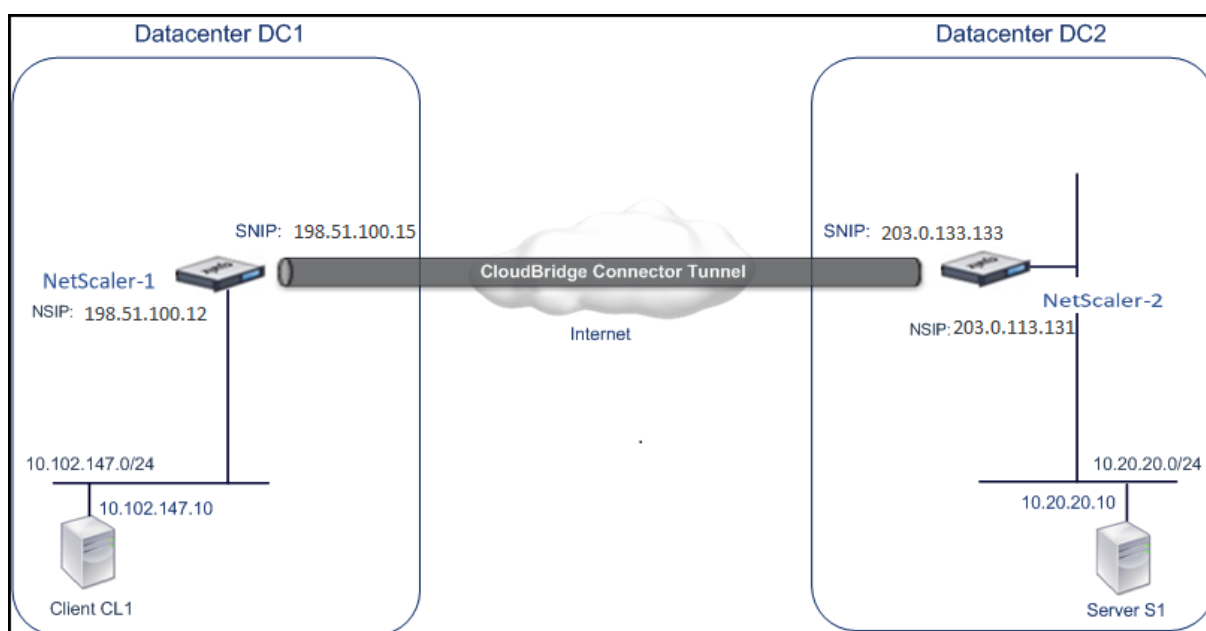 Datacenter DC1
Datacenter DC2
SNIP: 198.51.100.15
SNIP: 203.0.133.133
CloudBridge Connector Tunnel
NetScaler-1
NSIP: 198.51.100.12
NetScaler-2
Internet
NSIP: 203.0.113.131
10.102.147.0/24
10.20.20.0/24
10.102.147.10
10.20.20.10
Client CL1
Server S1